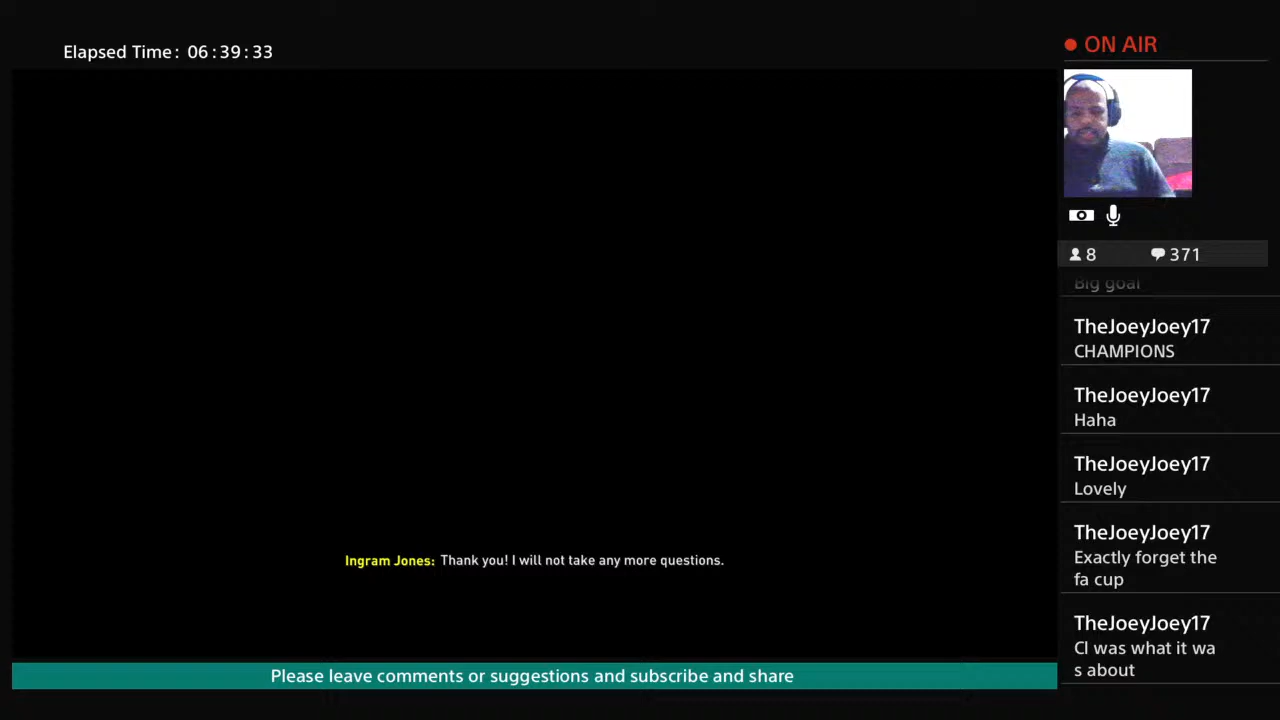 Elapsed Time: 06:39:33
ON AIR
8 371
Big goal
TheJoeyJoey17
CHAMPIONS
TheJoeyJoey17
Haha
TheJoeyJoey17
Lovely
TheJoeyJoey17
Exactly forget the
fa cup
TheJoeyJoey17
Cl was what it wa
s about
Ingram Jones: Thank you! I will not take any more questions.
Please leave comments or suggestions and subscribe and share